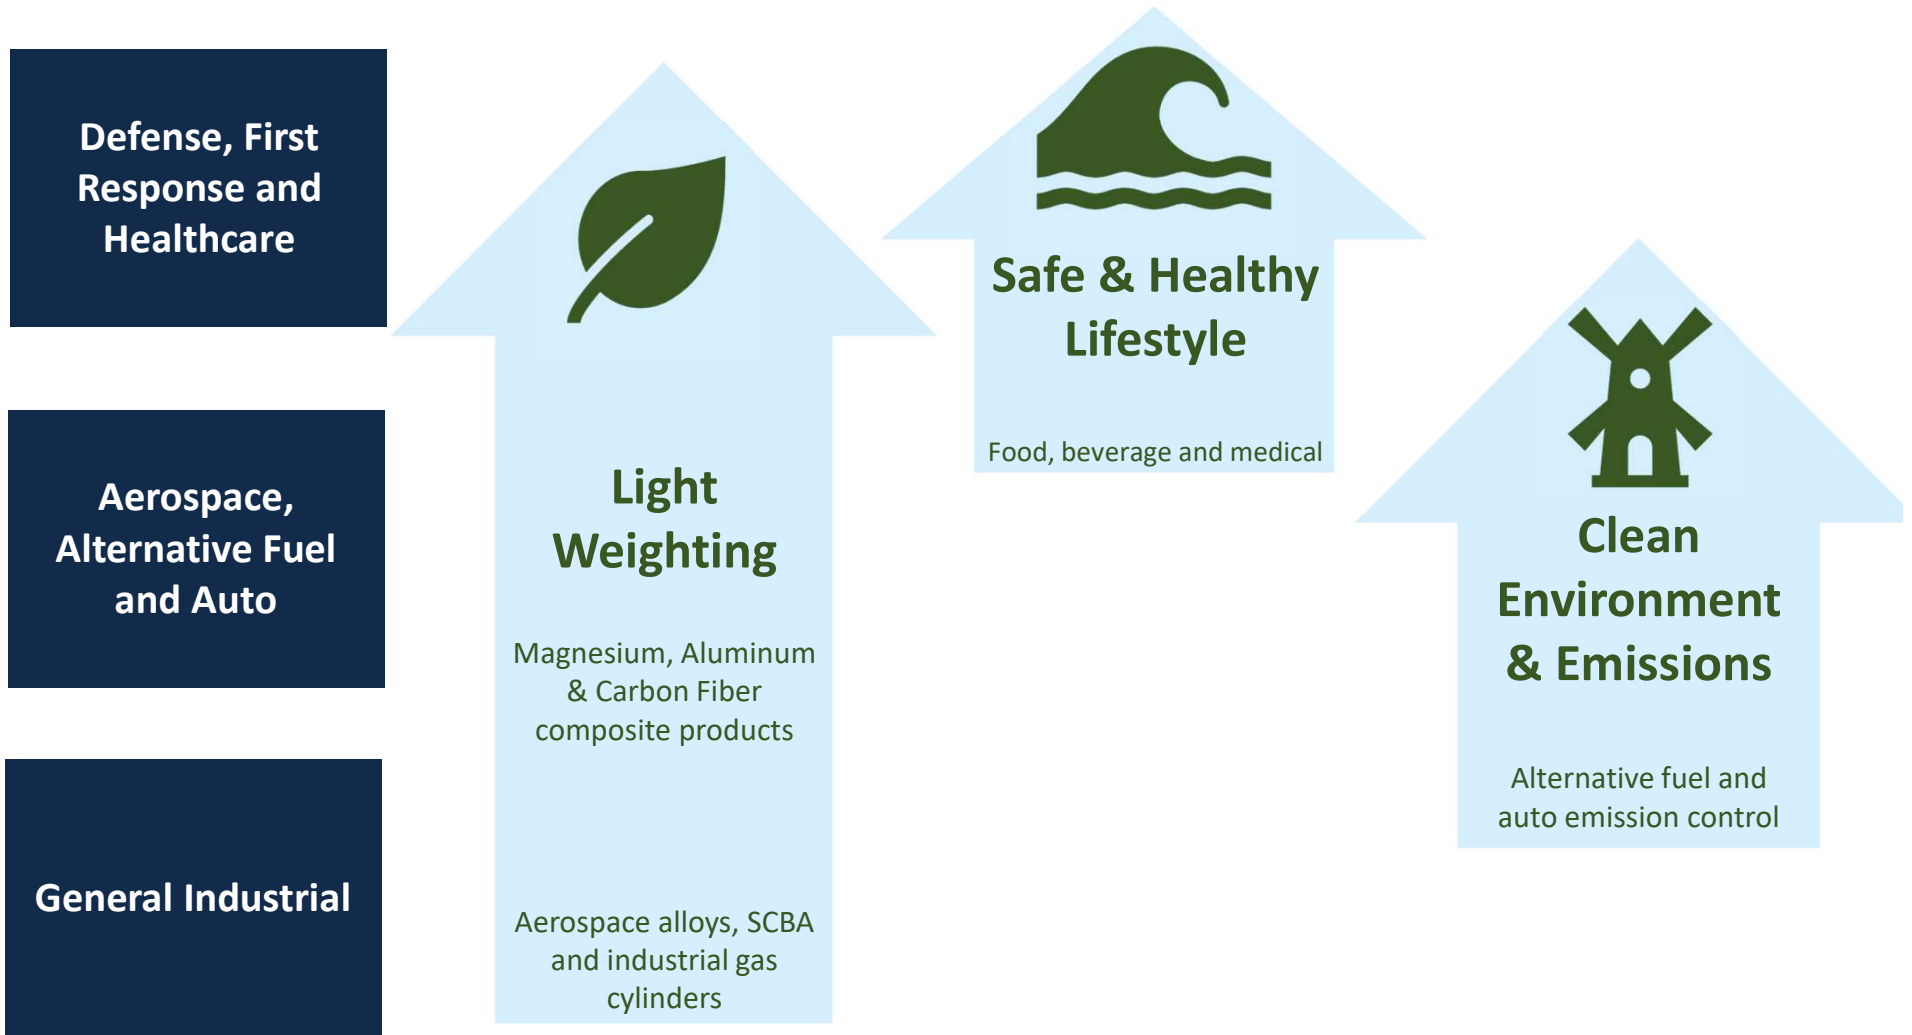 Defense, First
Response and
Healthcare
Aerospace,
Alternative Fuel
and Auto
General Industrial
Light
Weighting
Magnesium, Aluminum
& Carbon Fiber
composite products
Aerospace alloys, SCBA
and industrial gas
cylinders
Safe & Healthy
Lifestyle
Food, beverage and medical
Clean
Environment
& Emissions
Alternative fuel and
auto emission control